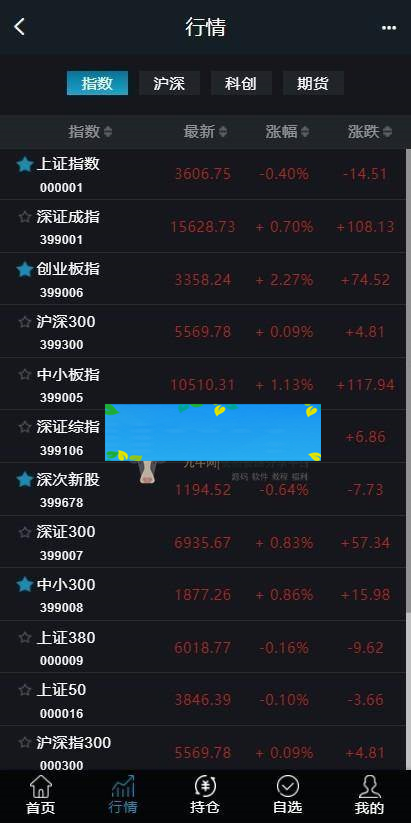 行情
指数 沪深 科创 期货
指数 最新 涨幅 涨跌
上证指数 3606.75 -0.40% -14.51
000001
深证成指 15628.73 + 0.70% +108.13
399001
创业板指 3358.24 + 2.27% +74.52
399006
沪深300 5569.78 + 0.09% +4.81
399300
中小板指 10510.31 + 1.13% +117.94
399005
深证综指 +6.86
399106
源码 软件 教程 福利
深次新股 1194.52 -0.64% -7.73
399678
深证300 6935.67 + 0.83% +57.34
399007
中小300 1877.26 + 0.86% +15.98
399008
上证380 6018.77 -0.16% -9.62
000009
上证50 3846.39 -0.10% -3.66
000016
沪深指300 5569.78 + 0.09% +4.81
000300
首页 行情 持仓 自选 我的